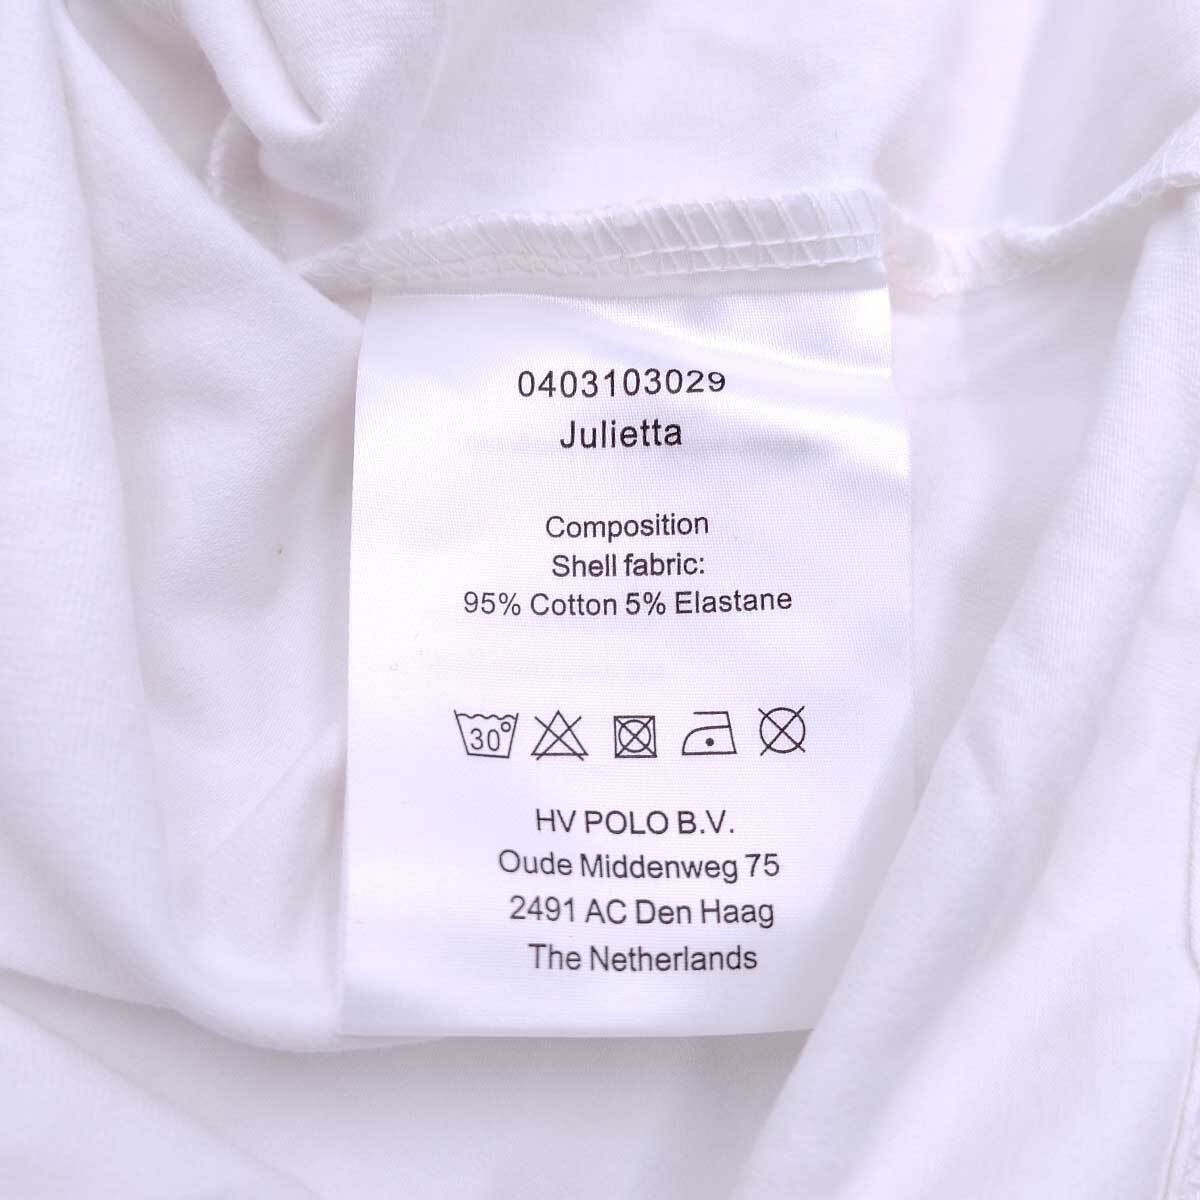 0403103029
Julietta
Composition
Shell fabric:
95% Cotton 5% Elastane
30°
HV POLO B.V.
Oude Middenweg 75
2491 AC Den Haag
The Netherlands